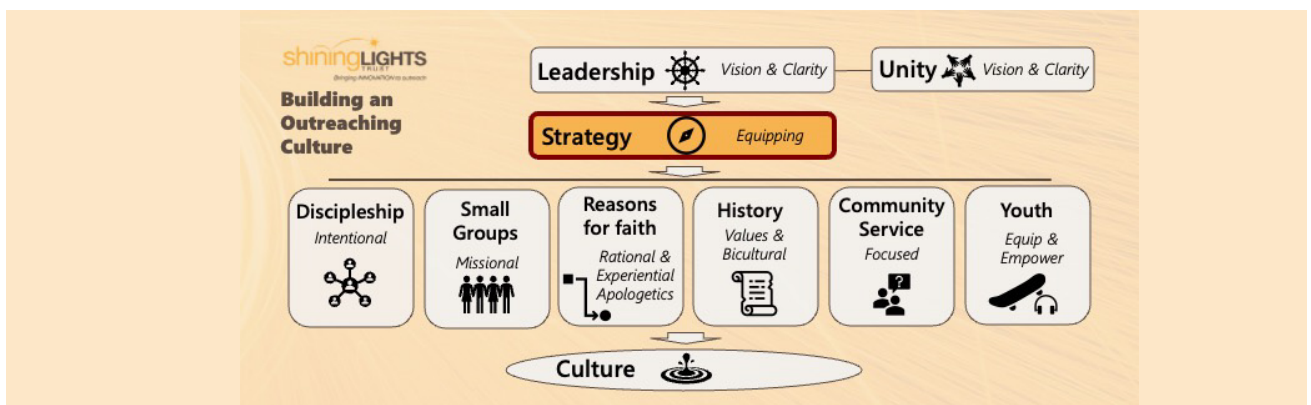 shiningLIGHTS
TRUST
Bringing INNOVATION to outreach
Building an
Outreaching
Culture
Leadership Vision & Clarity
Unity Vision & Clarity
Strategy Equipping
Discipleship
Intentional
Small
Groups
Missional
Reasons
for faith
Rational &
Experiential
Apologetics
History
Values &
Bicultural
Community
Service
Focused
?
Youth
Equip &
Empower
Culture